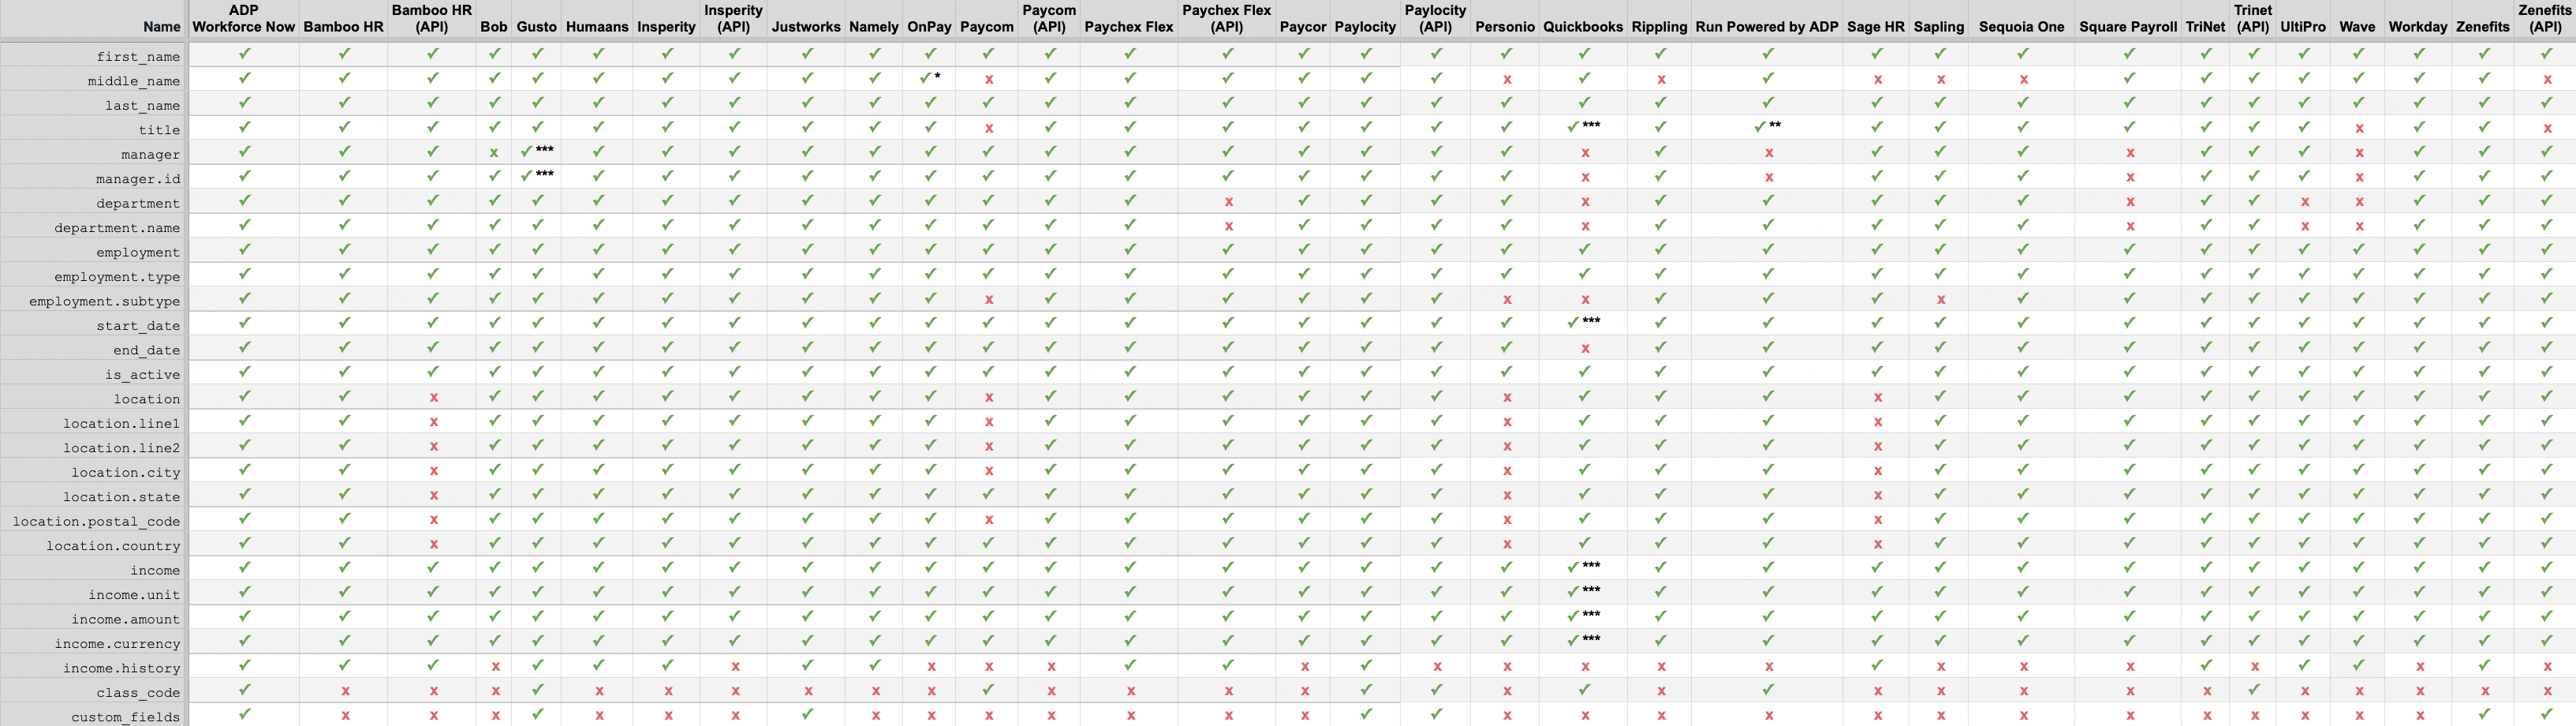 Name ADP Workforce Now Bamboo HR Bamboo HR (API) Bob Gusto Humaans Insperity Insperity (API) Justworks Namely OnPay Paycom Paycom (API) Paychex Flex Paychex Flex (API) Paycor Paylocity Paylocity (API) Personio Quickbooks Rippling Run Powered by ADP Sage HR Sapling Sequoia One Square Payroll TriNet Trinet (API) UltiPro Wave Workday Zenefits Zenefits (API)
first_name ✓ ✓ ✓ ✓ ✓ ✓ ✓ ✓ ✓ ✓ ✓ ✓ ✓ ✓ ✓ ✓ ✓ ✓ ✓ ✓ ✓ ✓ ✓ ✓ ✓ ✓ ✓ ✓ ✓ ✓ ✓ ✓ ✓
middle_name ✓ ✓ ✓ ✓ ✓ ✓ ✓ ✓ ✓ ✓ ✓* x ✓ ✓ ✓ ✓ ✓ ✓ x ✓ x ✓ x x x ✓ ✓ ✓ ✓ ✓ ✓ ✓ x
last_name ✓ ✓ ✓ ✓ ✓ ✓ ✓ ✓ ✓ ✓ ✓ ✓ ✓ ✓ ✓ ✓ ✓ ✓ ✓ ✓ ✓ ✓ ✓ ✓ ✓ ✓ ✓ ✓ ✓ ✓ ✓ ✓ ✓
title ✓ ✓ ✓ ✓ ✓ ✓ ✓ ✓ ✓ ✓ ✓ x ✓ ✓ ✓ ✓ ✓ ✓ ✓ ✓*** ✓ ✓** ✓ ✓ ✓ ✓ ✓ ✓ ✓ x ✓ ✓ x
manager ✓ ✓ ✓ x ✓*** ✓ ✓ ✓ ✓ ✓ ✓ ✓ ✓ ✓ ✓ ✓ ✓ ✓ ✓ x ✓ x ✓ ✓ ✓ x ✓ ✓ ✓ x ✓ ✓ ✓
manager.id ✓ ✓ ✓ ✓ ✓*** ✓ ✓ ✓ ✓ ✓ ✓ ✓ ✓ ✓ ✓ ✓ ✓ ✓ ✓ x ✓ x ✓ ✓ ✓ x ✓ ✓ ✓ x ✓ ✓ ✓
department ✓ ✓ ✓ ✓ ✓ ✓ ✓ ✓ ✓ ✓ ✓ ✓ ✓ ✓ x ✓ ✓ ✓ ✓ x ✓ ✓ ✓ ✓ ✓ x ✓ ✓ x x ✓ ✓ ✓
department.name ✓ ✓ ✓ ✓ ✓ ✓ ✓ ✓ ✓ ✓ ✓ ✓ ✓ ✓ x ✓ ✓ ✓ ✓ x ✓ ✓ ✓ ✓ ✓ x ✓ ✓ x x ✓ ✓ ✓
employment ✓ ✓ ✓ ✓ ✓ ✓ ✓ ✓ ✓ ✓ ✓ ✓ ✓ ✓ ✓ ✓ ✓ ✓ ✓ ✓ ✓ ✓ ✓ ✓ ✓ ✓ ✓ ✓ ✓ ✓ ✓ ✓ ✓
employment.type ✓ ✓ ✓ ✓ ✓ ✓ ✓ ✓ ✓ ✓ ✓ ✓ ✓ ✓ ✓ ✓ ✓ ✓ ✓ ✓ ✓ ✓ ✓ ✓ ✓ ✓ ✓ ✓ ✓ ✓ ✓ ✓ ✓
employment.subtype ✓ ✓ ✓ ✓ ✓ ✓ ✓ ✓ ✓ ✓ ✓ x ✓ ✓ ✓ ✓ ✓ ✓ x x ✓ ✓ ✓ x ✓ ✓ ✓ ✓ ✓ ✓ ✓ ✓ ✓
start_date ✓ ✓ ✓ ✓ ✓ ✓ ✓ ✓ ✓ ✓ ✓ ✓ ✓ ✓ ✓ ✓ ✓ ✓ ✓ ✓*** ✓ ✓ ✓ ✓ ✓ ✓ ✓ ✓ ✓ ✓ ✓ ✓ ✓
end_date ✓ ✓ ✓ ✓ ✓ ✓ ✓ ✓ ✓ ✓ ✓ ✓ ✓ ✓ ✓ ✓ ✓ ✓ ✓ x ✓ ✓ ✓ ✓ ✓ ✓ ✓ ✓ ✓ ✓ ✓ ✓ ✓
is_active ✓ ✓ ✓ ✓ ✓ ✓ ✓ ✓ ✓ ✓ ✓ ✓ ✓ ✓ ✓ ✓ ✓ ✓ ✓ ✓ ✓ ✓ ✓ ✓ ✓ ✓ ✓ ✓ ✓ ✓ ✓ ✓ ✓
location ✓ ✓ x ✓ ✓ ✓ ✓ ✓ ✓ ✓ ✓ x ✓ ✓ ✓ ✓ ✓ ✓ x ✓ ✓ ✓ x ✓ ✓ ✓ ✓ ✓ ✓ ✓ ✓ ✓ ✓
location.line1 ✓ ✓ x ✓ ✓ ✓ ✓ ✓ ✓ ✓ ✓ x ✓ ✓ ✓ ✓ ✓ ✓ x ✓ ✓ ✓ x ✓ ✓ ✓ ✓ ✓ ✓ ✓ ✓ ✓ ✓
location.line2 ✓ ✓ x ✓ ✓ ✓ ✓ ✓ ✓ ✓ ✓ x ✓ ✓ ✓ ✓ ✓ ✓ x ✓ ✓ ✓ x ✓ ✓ ✓ ✓ ✓ ✓ ✓ ✓ ✓ ✓
location.city ✓ ✓ x ✓ ✓ ✓ ✓ ✓ ✓ ✓ ✓ x ✓ ✓ ✓ ✓ ✓ ✓ x ✓ ✓ ✓ x ✓ ✓ ✓ ✓ ✓ ✓ ✓ ✓ ✓ ✓
location.state ✓ ✓ x ✓ ✓ ✓ ✓ ✓ ✓ ✓ ✓ ✓ ✓ ✓ ✓ ✓ ✓ ✓ x ✓ ✓ ✓ x ✓ ✓ ✓ ✓ ✓ ✓ ✓ ✓ ✓ ✓
location.postal_code ✓ ✓ x ✓ ✓ ✓ ✓ ✓ ✓ ✓ ✓ x ✓ ✓ ✓ ✓ ✓ ✓ x ✓ ✓ ✓ x ✓ ✓ ✓ ✓ ✓ ✓ ✓ ✓ ✓ ✓
location.country ✓ ✓ x ✓ ✓ ✓ ✓ ✓ ✓ ✓ ✓ ✓ ✓ ✓ ✓ ✓ ✓ ✓ x ✓ ✓ ✓ x ✓ ✓ ✓ ✓ ✓ ✓ ✓ ✓ ✓ ✓
income ✓ ✓ ✓ ✓ ✓ ✓ ✓ ✓ ✓ ✓ ✓ ✓ ✓ ✓ ✓ ✓ ✓ ✓ ✓ ✓*** ✓ ✓ ✓ ✓ ✓ ✓ ✓ ✓ ✓ ✓ ✓ ✓ ✓
income.unit ✓ ✓ ✓ ✓ ✓ ✓ ✓ ✓ ✓ ✓ ✓ ✓ ✓ ✓ ✓ ✓ ✓ ✓ ✓ ✓*** ✓ ✓ ✓ ✓ ✓ ✓ ✓ ✓ ✓ ✓ ✓ ✓ ✓
income.amount ✓ ✓ ✓ ✓ ✓ ✓ ✓ ✓ ✓ ✓ ✓ ✓ ✓ ✓ ✓ ✓ ✓ ✓ ✓ ✓*** ✓ ✓ ✓ ✓ ✓ ✓ ✓ ✓ ✓ ✓ ✓ ✓ ✓
income.currency ✓ ✓ ✓ ✓ ✓ ✓ ✓ ✓ ✓ ✓ ✓ ✓ ✓ ✓ ✓ ✓ ✓ ✓ ✓ ✓*** ✓ ✓ ✓ ✓ ✓ ✓ ✓ ✓ ✓ ✓ ✓ ✓ ✓
income.history ✓ ✓ ✓ x ✓ ✓ ✓ x ✓ ✓ x x x ✓ ✓ x ✓ x x x x x ✓ x x x ✓ x ✓ ✓ x ✓ x
class_code ✓ x x x ✓ x x x x x x ✓ x x x x ✓ ✓ x ✓ x ✓ x x x x x ✓ x x x x x
custom_fields ✓ x x x ✓ x x x ✓ x x x x x x x ✓ ✓ x x x x x x x x x x x x x ✓ ✓